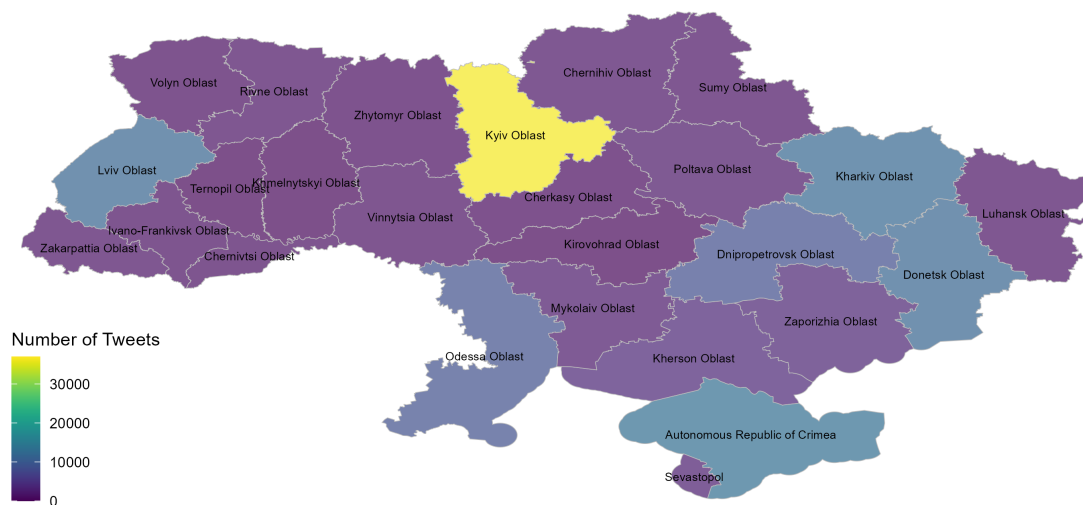 Chernihiv Oblast
Volyn Oblast
Rivne Oblast
Sumy Oblast
Zhytomyr Oblast
Kyiv Oblast
Lviv Oblast
Poltava Oblast
Kharkiv Oblast
Ternopil Oblast
Khmelnytskyi Oblast
Cherkasy Oblast
Luhansk Oblast
Vinnytsia Oblast
Ivano-Frankivsk Oblast
Zakarpattia Oblast
Kirovohrad Oblast
Chernivtsi Oblast
Dnipropetrovsk Oblast
Donetsk Oblast
Mykolaiv Oblast
Zaporizhia Oblast
Odessa Oblast
Kherson Oblast
Autonomous Republic of Crimea
Sevastopol
Number of Tweets
30000
20000
10000
0